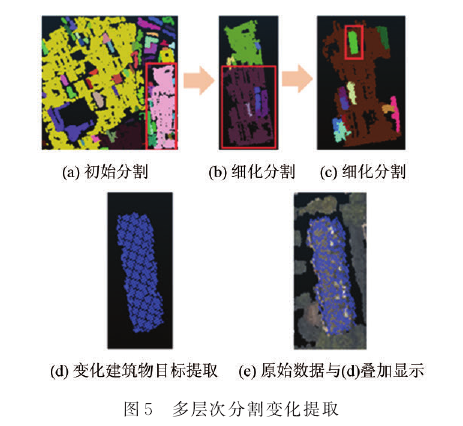 (a) 初始分割
(b) 细化分割
(c) 细化分割
(d) 变化建筑物目标提取
(e) 原始数据与(d)叠加显示
图5 多层次分割变化提取